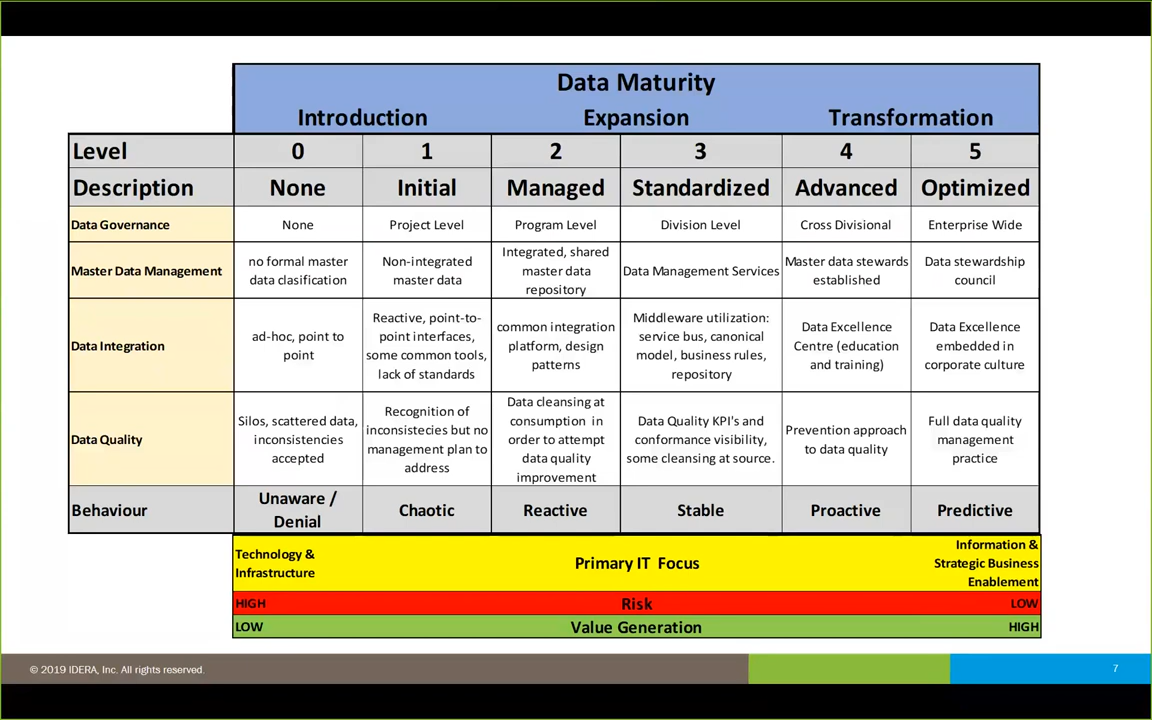 Data Maturity
Introduction Expansion Transformation
Level 0 1 2 3 4 5
Description None Initial Managed Standardized Advanced Optimized
Data Governance None Project Level Program Level Division Level Cross Divisional Enterprise Wide
Master Data Management
no formal master
data clasification
Non-integrated
master data
Integrated, shared
master data
repository
Data Management Services
Master data stewards
established
Data stewardship
council
Data Integration
ad-hoc, point to
point
Reactive, point-to-
point interfaces,
some common tools,
lack of standards
common integration
platform, design
patterns
Middleware utilization:
service bus, canonical
model, business rules,
repository
Data Excellence
Centre (education
and training)
Data Excellence
embedded in
corporate culture
Data Quality
Silos, scattered data,
inconsistencies
accepted
Recognition of
inconsistecies but no
management plan to
address
Data cleansing at
consumption in
order to attempt
data quality
improvement
Data Quality KPI's and
conformance visibility,
some cleansing at source.
Prevention approach
to data quality
Full data quality
management
practice
Behaviour
Unaware /
Denial
Chaotic
Reactive
Stable
Proactive
Predictive
Technology &
Infrastructure
Primary IT Focus
Information &
Strategic Business
Enablement
HIGH Risk LOW
LOW Value Generation HIGH
© 2019 IDERA, Inc. All rights reserved.
7